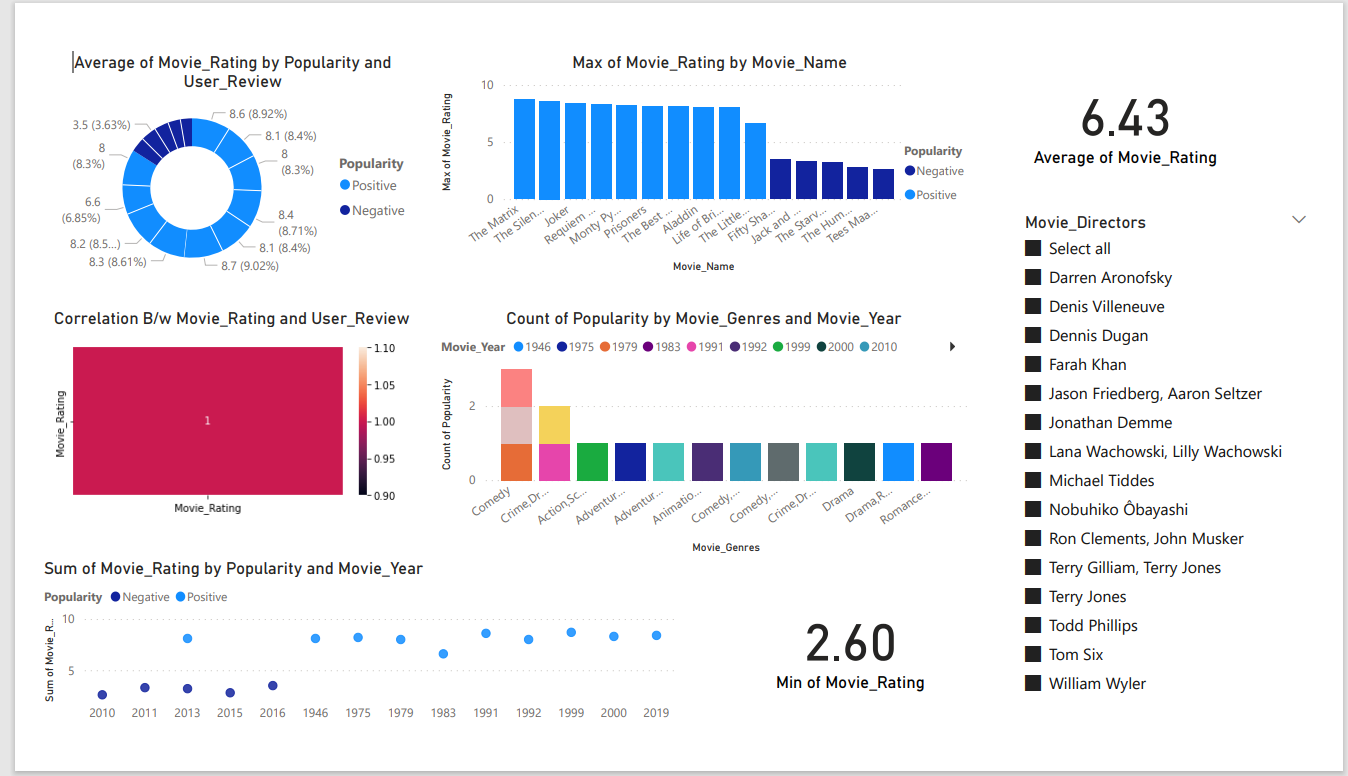 Average of Movie_Rating by Popularity and
User_Review
8.6 (8.92%)
3.5 (3.63%)
8.1 (8.4%)
8
(8.3%)
8
(8.3%)
6.6
(6.85%)
8.4
(8.71%)
8.2 (8.5...)
8.1 (8.4%)
8.3 (8.61%)
8.7 (9.02%)
Popularity
Positive
Negative
Max of Movie_Rating by Movie_Name
Max of Movie_Rating
10
5
0
The Matrix
The Silen...
Joker
Requiem ...
Monty Py...
Prisoners
The Best ...
Aladdin
Life of Bri...
The Little...
Fifty Sha...
Jack and ...
The Starv...
The Hum...
Tees Maa...
Movie_Name
Popularity
Negative
Positive
6.43
Average of Movie_Rating
Movie_Directors
Select all
Darren Aronofsky
Denis Villeneuve
Dennis Dugan
Farah Khan
Jason Friedberg, Aaron Seltzer
Jonathan Demme
Lana Wachowski, Lilly Wachowski
Michael Tiddes
Nobuhiko Ôbayashi
Ron Clements, John Musker
Terry Gilliam, Terry Jones
Terry Jones
Todd Phillips
Tom Six
William Wyler
Correlation B/w Movie_Rating and User_Review
Movie_Rating
1
1.10
1.05
1.00
0.95
0.90
Movie_Rating
Count of Popularity by Movie_Genres and Movie_Year
Movie_Year 1946 1975 1979 1983 1991 1992 1999 2000 2010
Count of Popularity
2
0
Comedy
Crime,Dr...
Action,Sc...
Adventur...
Adventur...
Animatio...
Comedy,...
Comedy,...
Crime,Dr...
Drama
Drama,R...
Romance...
Movie_Genres
Sum of Movie_Rating by Popularity and Movie_Year
Popularity Negative Positive
Sum of Movie_R...
10
5
2010 2011 2013 2015 2016 1946 1975 1979 1983 1991 1992 1999 2000 2019
2.60
Min of Movie_Rating